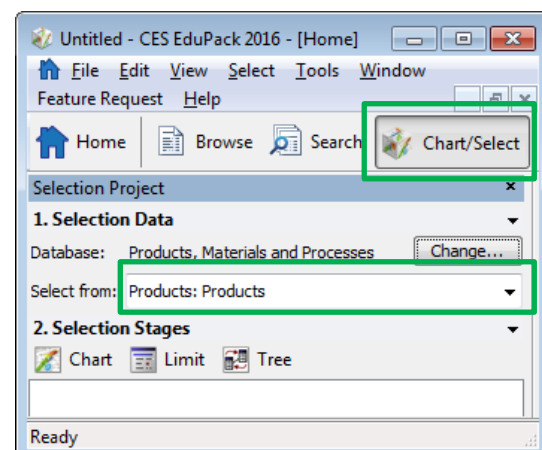 Untitled - CES EduPack 2016 - [Home]
File Edit View Select Tools Window
Feature Request Help
Home Browse Search Chart/Select
Selection Project
1. Selection Data
Database: Products, Materials and Processes Change...
Select from: Products: Products
2. Selection Stages
Chart Limit Tree
Ready